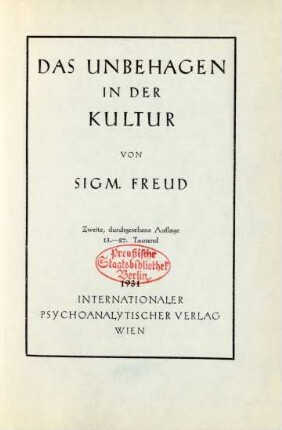 DAS UNBEHAGEN
IN DER
KULTUR
VON
SIGM. FREUD
Zweite, durchgesehene Auflage
13.—27. Tausend
Preußische
Staatsbibliothek
Berlin
1931
INTERNATIONALER
PSYCHOANALYTISCHER VERLAG
WIEN